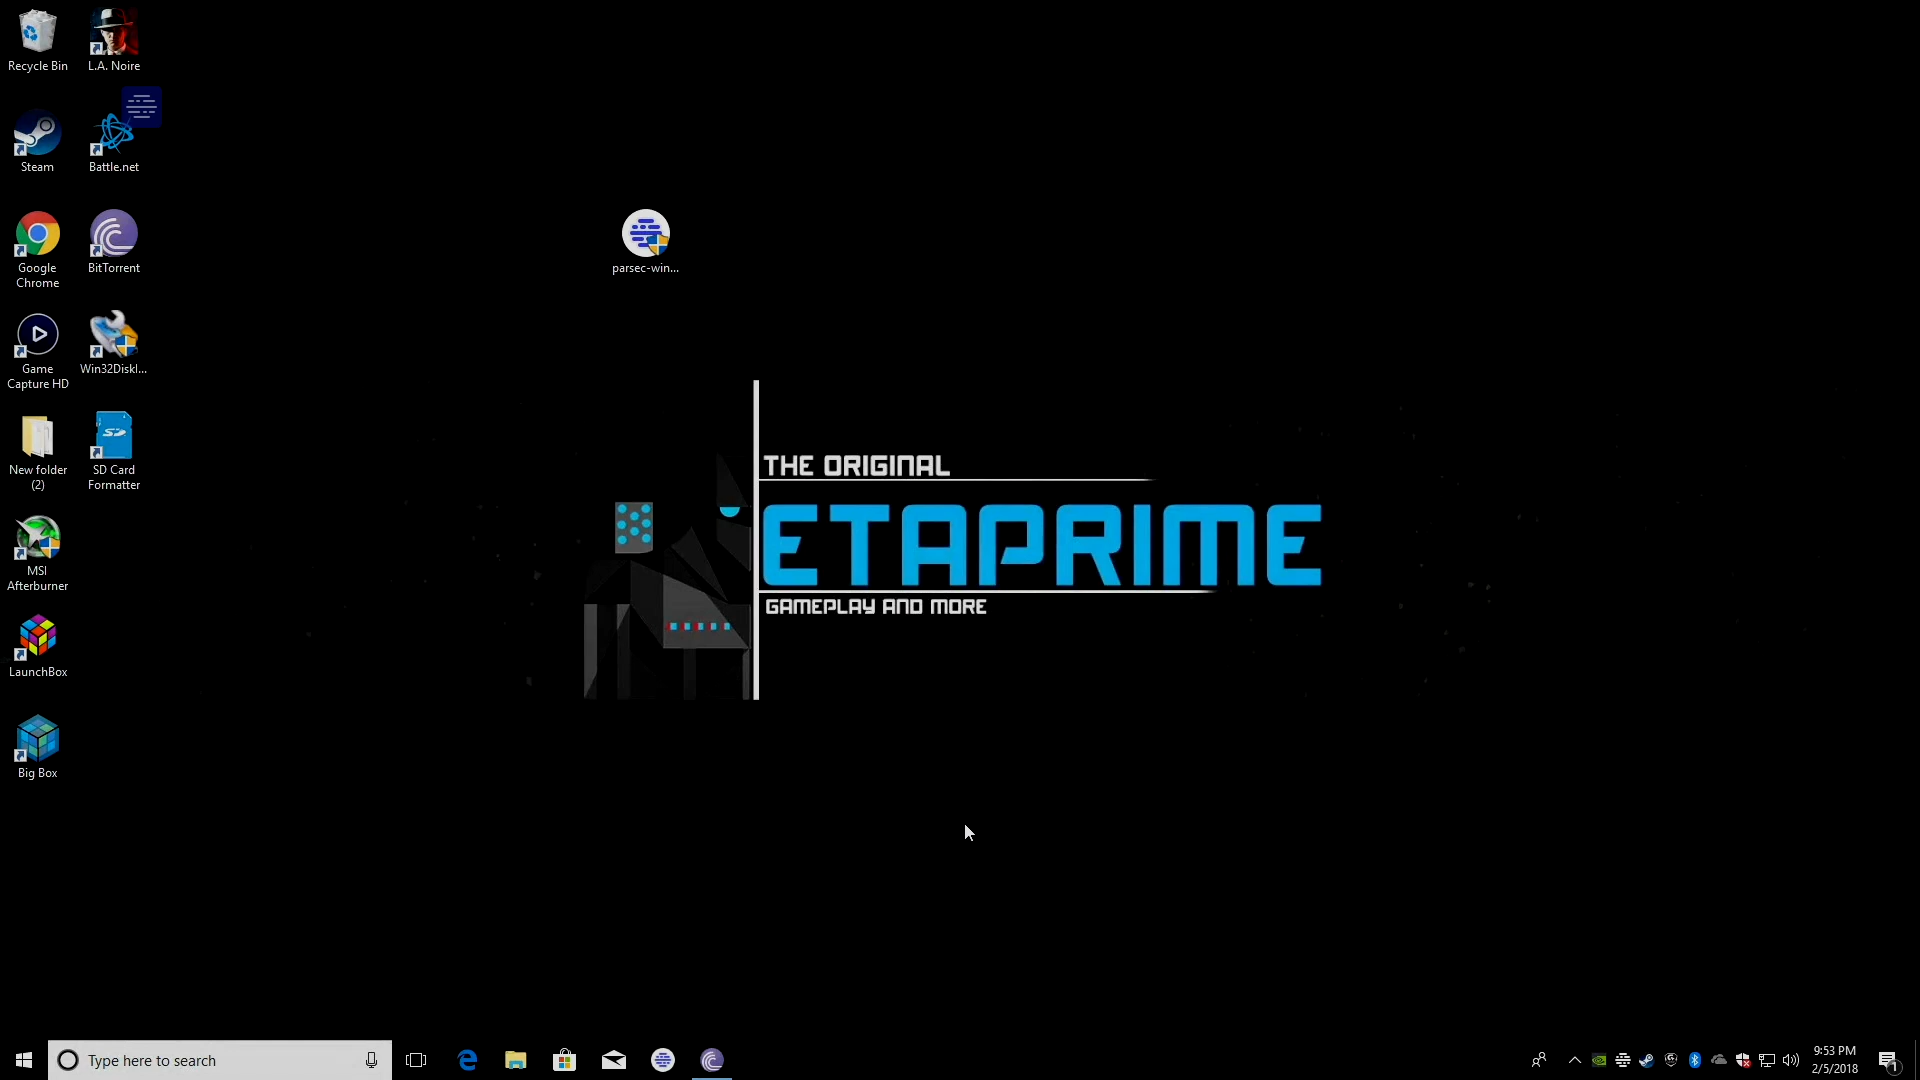 Recycle Bin
L.A. Noire
Steam
Battle.net
Google
Chrome
BitTorrent
parsec-win...
Game
Capture HD
Win32DiskI...
New folder
(2)
SD Card
Formatter
MSI
Afterburner
LaunchBox
Big Box
THE ORIGINAL
ETAPRIME
GAMEPLAY AND MORE
Type here to search
9:53 PM
2/5/2018
1